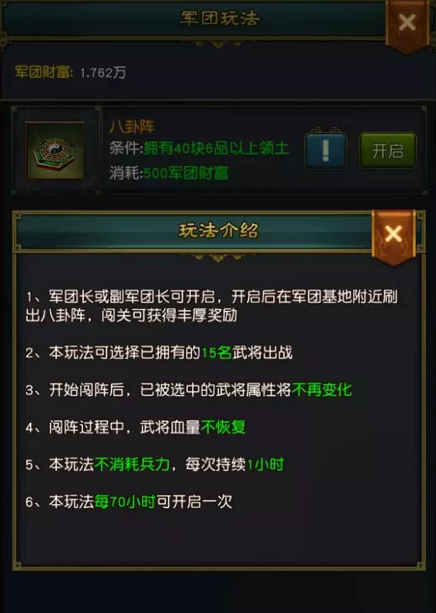 军团玩法
军团财富: 1.762万
八卦阵
条件:拥有40块6品以上领土
消耗:500军团财富
开启
玩法介绍
1、军团长或副军团长可开启，开启后在军团基地附近刷
出八卦阵，闯关可获得丰厚奖励
2、本玩法可选择已拥有的15名武将出战
3、开始阅阵后，已被选中的武将属性将不再变化
4、阅阵过程中，武将血量不恢复
5、本玩法不消耗兵力，每次持续1小时
6、本玩法每70小时可开启一次